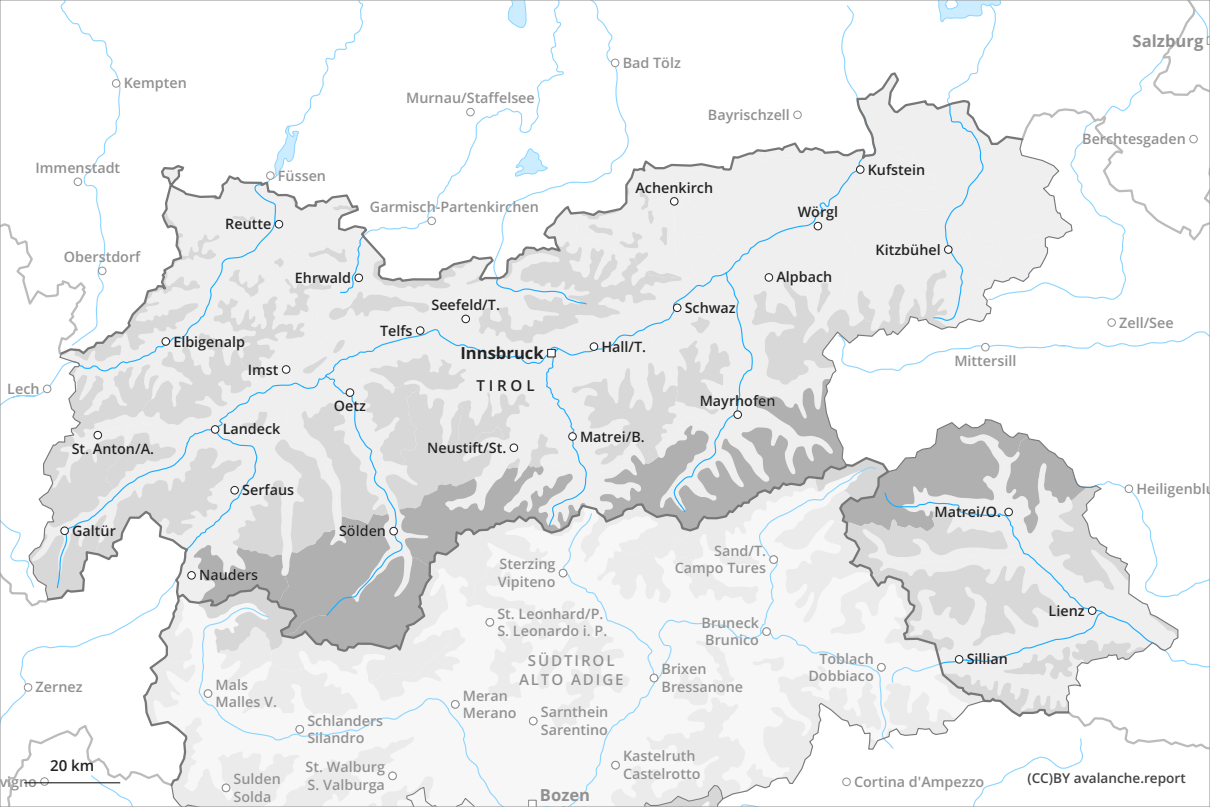 Salzburg
Bad Tölz
Kempten
Murnau/Staffelsee
Bayrischzell
Berchtesgaden
Immenstadt
Füssen
Kufstein
Achenkirch
Garmisch-Partenkirchen
Wörgl
Reutte
Kitzbühel
Oberstdorf
Ehrwald
Alpbach
Seefeld/T.
Schwaz
Zell/See
Telfs
Elbigenalp
Innsbruck
Hall/T.
Mittersill
Imst
TIROL
Lech
Oetz
Mayrhofen
Landeck
Matrei/B.
St. Anton/A.
Neustift/St.
Serfaus
Heiligenblu
Matrei/O.
Galtür
Sölden
Sand/T.
Campo Tures
Sterzing
Vipiteno
Nauders
Lienz
St. Leonhard/P.
S. Leonardo i. P.
Bruneck
Brunico
SÜDTIROL
ALTO ADIGE
Toblach
Dobbiaco
Sillian
Brixen
Bressanone
Zernez
Mals
Malles V.
Meran
Merano
Sarnthein
Sarentino
Schlanders
Silandro
Kastelruth
Castelrotto
St. Walburg
S. Valburga
20 km
vigno
Sulden
Solda
Cortina d'Ampezzo
(CC)BY avalanche.report
Bozen